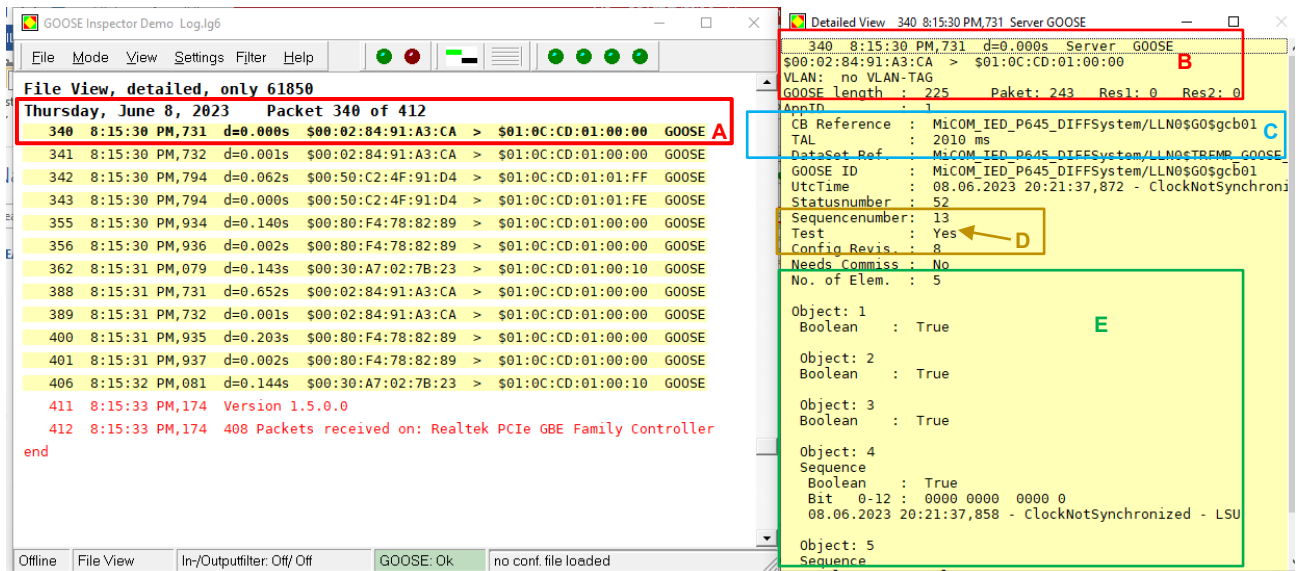 GOOSE Inspector Demo Log.lg6
File Mode View Settings Filter Help
File View, detailed, only 61850
Thursday, June 8, 2023 Packet 340 of 412
340 8:15:30 PM,731 d=0.000s $00:02:84:91:A3:CA > $01:0C:CD:01:00:00 GOOSE A
341 8:15:30 PM,732 d=0.001s $00:02:84:91:A3:CA > $01:0C:CD:01:00:00 GOOSE
342 8:15:30 PM,794 d=0.062s $00:50:C2:4F:91:D4 > $01:0C:CD:01:01:FF GOOSE
343 8:15:30 PM,794 d=0.000s $00:50:C2:4F:91:D4 > $01:0C:CD:01:01:FE GOOSE
355 8:15:30 PM,934 d=0.140s $00:80:F4:78:82:89 > $01:0C:CD:01:00:00 GOOSE
356 8:15:30 PM,936 d=0.002s $00:80:F4:78:82:89 > $01:0C:CD:01:00:00 GOOSE
362 8:15:31 PM,079 d=0.143s $00:30:A7:02:7B:23 > $01:0C:CD:01:00:10 GOOSE
388 8:15:31 PM,731 d=0.652s $00:02:84:91:A3:CA > $01:0C:CD:01:00:00 GOOSE
389 8:15:31 PM,732 d=0.001s $00:02:84:91:A3:CA > $01:0C:CD:01:00:00 GOOSE
400 8:15:31 PM,935 d=0.203s $00:80:F4:78:82:89 > $01:0C:CD:01:00:00 GOOSE
401 8:15:31 PM,937 d=0.002s $00:80:F4:78:82:89 > $01:0C:CD:01:00:00 GOOSE
406 8:15:32 PM,081 d=0.144s $00:30:A7:02:7B:23 > $01:0C:CD:01:00:10 GOOSE
411 8:15:33 PM,174 Version 1.5.0.0
412 8:15:33 PM,174 408 Packets received on: Realtek PCIe GBE Family Controller
end
Offline File View In-/Outputfilter: Off/ Off GOOSE: Ok no conf. file loaded
Detailed View 340 8:15:30 PM,731 Server GOOSE
340 8:15:30 PM,731 d=0.000s Server GOOSE
$00:02:84:91:A3:CA > $01:0C:CD:01:00:00 B
VLAN: no VLAN-TAG
GOOSE length : 225 Paket: 243 Res1: 0 Res2: 0
AppID : 1
CB Reference : MiCOM_IED_P645_DIFFSystem/LLN0$GO$gcb01 C
TAL : 2010 ms
DataSet Ref. : MiCOM_IED_P645_DIFFSystem/LLN0$TRFMR_GOOSE_
GOOSE ID : MiCOM_IED_P645_DIFFSystem/LLN0$GO$gcb01
UtcTime : 08.06.2023 20:21:37,872 - ClockNotSynchroni
Statusnumber : 52
Sequencenumber: 13
Test : Yes D
Config Revis. : 8
Needs Commiss : No
No. of Elem. : 5
Object: 1 E
Boolean : True
Object: 2
Boolean : True
Object: 3
Boolean : True
Object: 4
Sequence
Boolean : True
Bit 0-12 : 0000 0000 0000 0
08.06.2023 20:21:37,858 - ClockNotSynchronized - LSU
Object: 5
Sequence